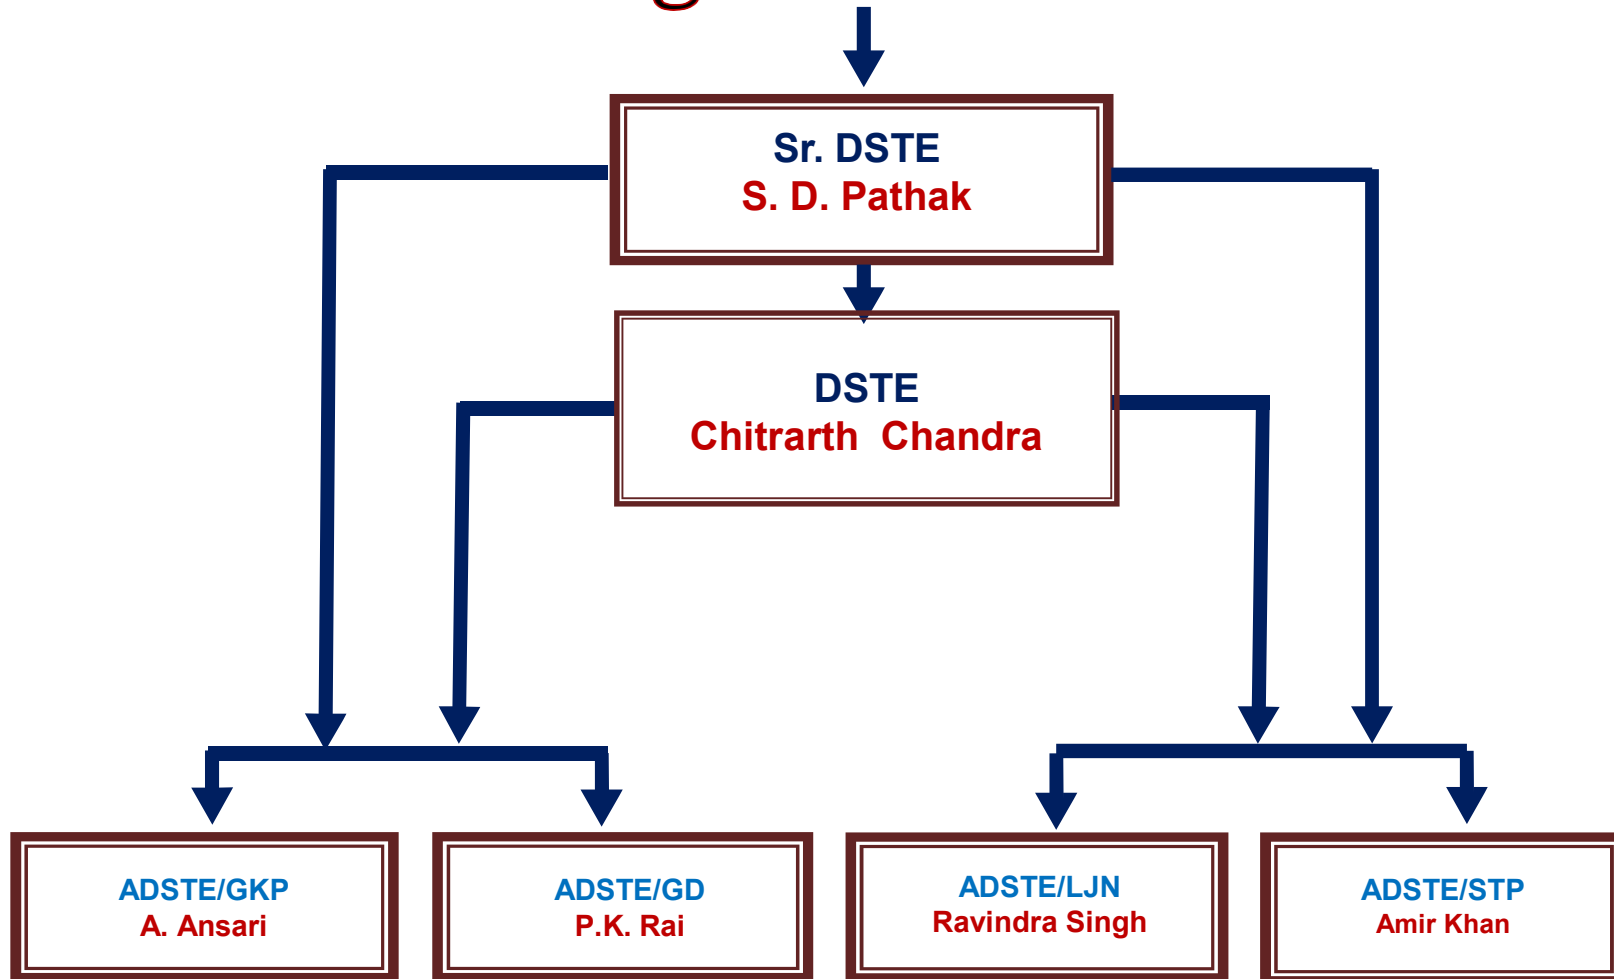 Sr. DSTE
S. D. Pathak
DSTE
Chitrarth  Chandra
ADSTE/GKP
A. Ansari
ADSTE/GD
P.K. Rai
ADSTE/LJN
Ravindra Singh
ADSTE/STP
Amir Khan